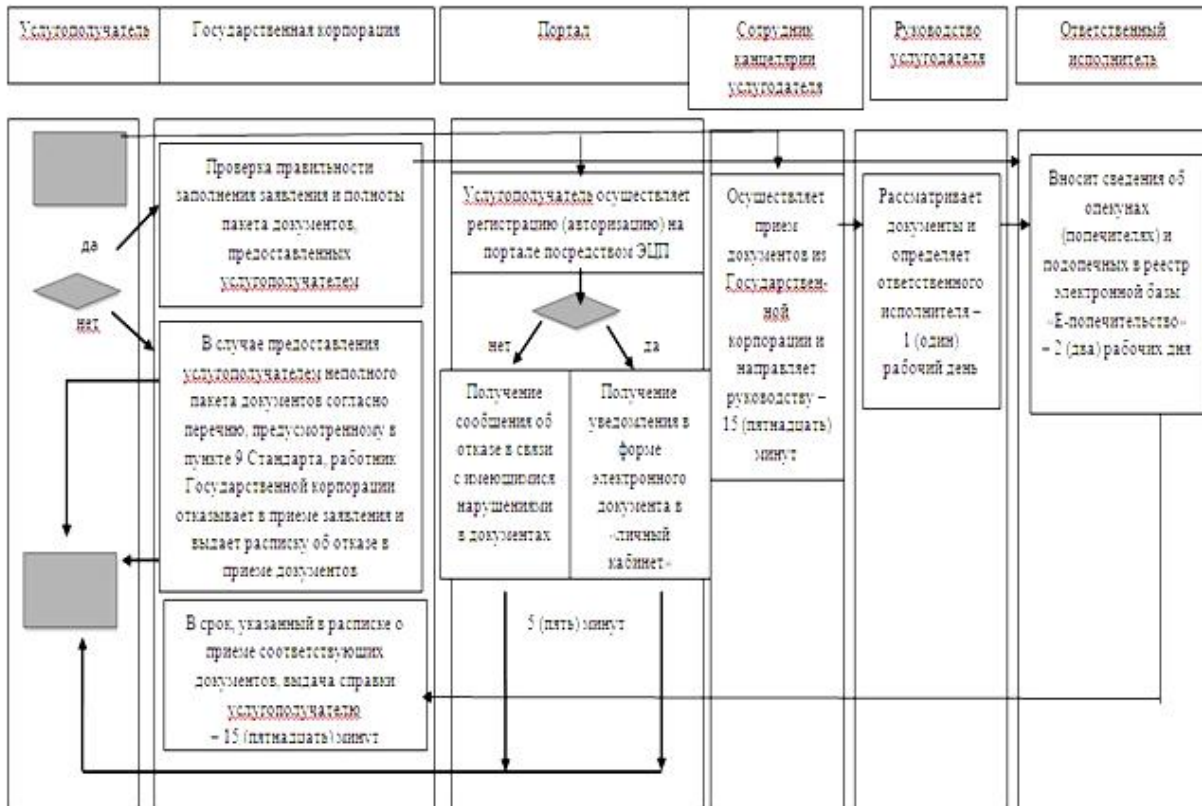 Услугополучатель
Государственная корпорация
Портал
Сотрудник
канцелярии
услугодателя
Руководство
услугодателя
Ответственный
исполнитель
да
нет
Проверка правильности
заполнения заявления и полноты
пакета документов,
предоставленных
услугополучателем
В случае предоставления
услугополучателем неполного
пакета документов согласно
перечню, предусмотренному в
пункте 9 Стандарта, работник
Государственной корпорации
отказывает в приеме заявления и
выдает расписку об отказе в
приеме документов
В срок, указанный в расписке о
приеме соответствующих
документов, выдача справки
услугополучателю
– 15 (пятнадцать) минут
Услугополучатель осуществляет
регистрацию (авторизацию) на
портале посредством ЭЦП
нет
да
Получение
сообщения об
отказе в связи
с имеющимися
нарушениями
в документах
Получение
уведомления в
форме
электронного
документа в
«личный
кабинет»
5 (пять) минут
Осуществляет
прием
документов из
Государствен-
ной
корпорации и
направляет
руководству –
15 (пятнадцать)
минут
Рассматривает
документы и
определяет
ответственного
исполнителя –
1 (один)
рабочий день
Вносит сведения об
опекунах
(попечителях) и
подопечных в реестр
электронной базы
«Е-попечительство»
– 2 (два) рабочих дня